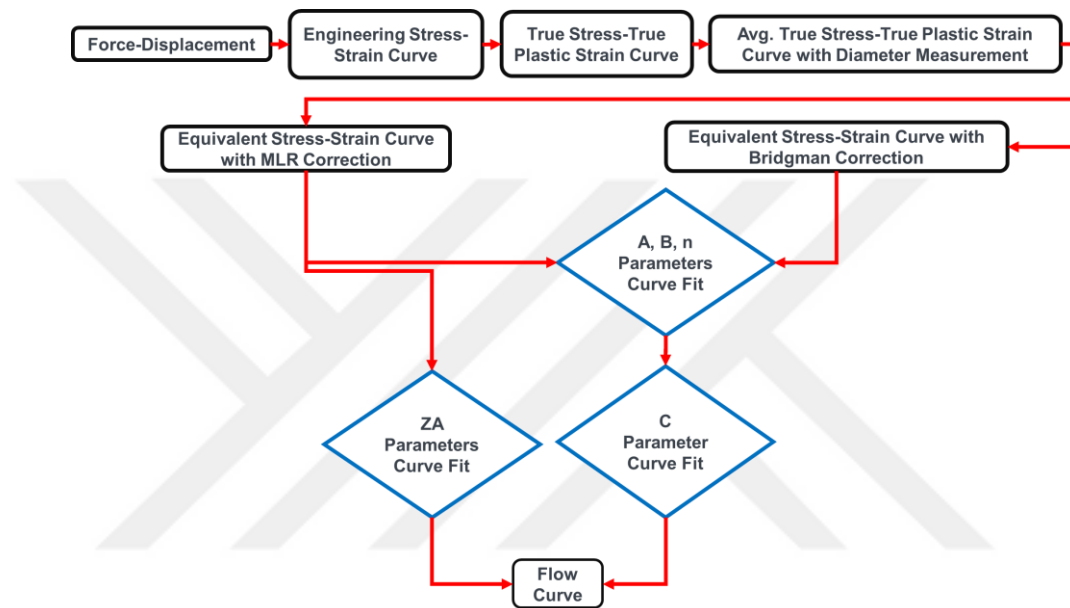 Force-Displacement
Engineering Stress-
Strain Curve
True Stress-True
Plastic Strain Curve
Avg. True Stress-True Plastic Strain
Curve with Diameter Measurement
Equivalent Stress-Strain Curve
with MLR Correction
Equivalent Stress-Strain Curve with
Bridgman Correction
A, B, n
Parameters
Curve Fit
ZA
Parameters
Curve Fit
C
Parameter
Curve Fit
Flow
Curve